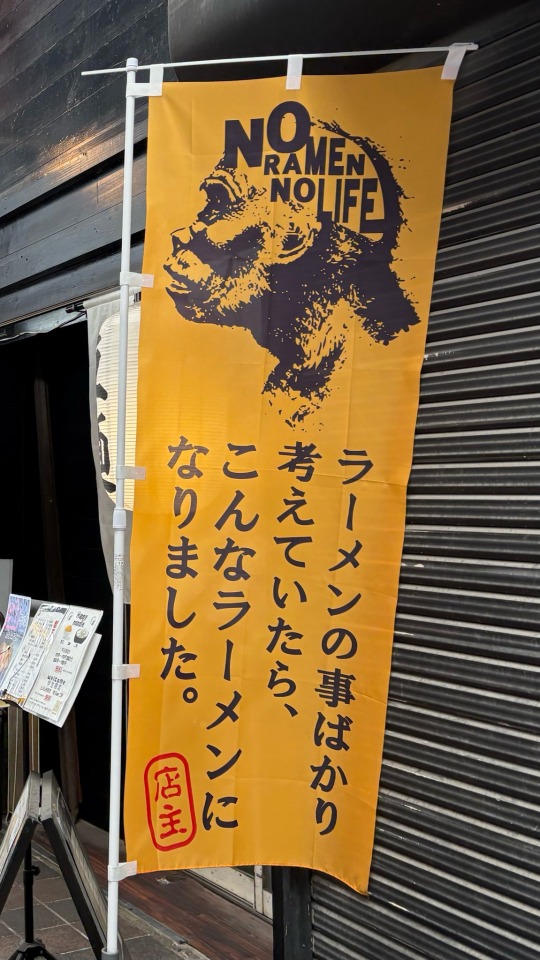 NO
RAMEN
NO LIFE
ラーメンの事ばかり
考えていたら、
こんなラーメンに
なりました。
店主